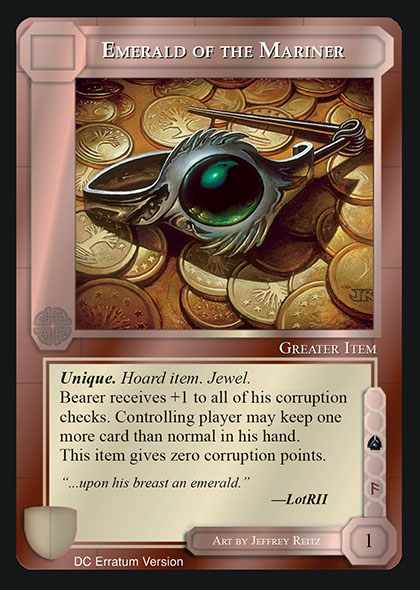 EMERALD OF THE MARINER
JR
GREATER ITEM
Unique. Hoard item. Jewel.
Bearer receives +1 to all of his corruption
checks. Controlling player may keep one
more card than normal in his hand.
This item gives zero corruption points.
“...upon his breast an emerald.”
—LotRII
ART BY JEFFREY REITZ
1
DC Erratum Version